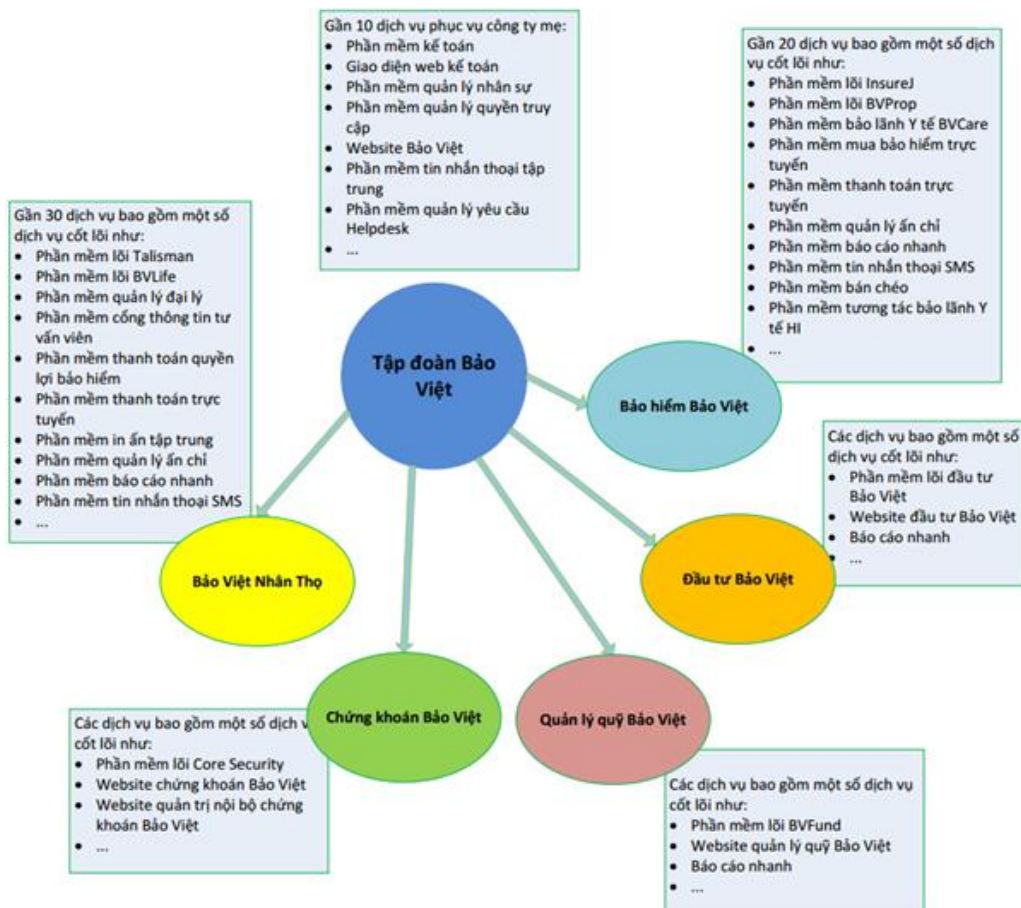 Gần 10 dịch vụ phục vụ công ty mẹ:
• Phần mềm kế toán
• Giao diện web kế toán
• Phần mềm quản lý nhân sự
• Phần mềm quản lý quyền truy
cập
• Website Bảo Việt
• Phần mềm tin nhắn thoại tập
trung
• Phần mềm quản lý yêu cầu
Helpdesk
• ...
Gần 20 dịch vụ bao gồm một số dịch
vụ cốt lõi như:
• Phần mềm lõi InsureJ
• Phần mềm lõi BVProp
• Phần mềm bảo lãnh Y tế BVCare
• Phần mềm mua bảo hiểm trực
tuyến
• Phần mềm thanh toán trực
tuyến
• Phần mềm quản lý ấn chỉ
• Phần mềm báo cáo nhanh
• Phần mềm tin nhắn thoại SMS
• Phần mềm bán chéo
• Phần mềm tương tác bảo lãnh Y
tế HI
• ...
Gần 30 dịch vụ bao gồm một số
dịch vụ cốt lõi như:
• Phần mềm lõi Talisman
• Phần mềm lõi BVLife
• Phần mềm quản lý đại lý
• Phần mềm cổng thông tin tư
vấn viên
• Phần mềm thanh toán quyền
lợi bảo hiểm
• Phần mềm thanh toán trực
tuyến
• Phần mềm in ấn tập trung
• Phần mềm quản lý ấn chỉ
• Phần mềm báo cáo nhanh
• Phần mềm tin nhắn thoại SMS
• ...
Tập đoàn Bảo
Việt
Bảo hiểm Bảo Việt
Các dịch vụ bao gồm một số
dịch vụ cốt lõi như:
• Phần mềm lõi đầu tư
Bảo Việt
• Website đầu tư Bảo Việt
• Báo cáo nhanh
• ...
Bảo Việt Nhân Thọ
Đầu tư Bảo Việt
Chứng khoán Bảo Việt
Quản lý quỹ Bảo Việt
Các dịch vụ bao gồm một số dịch v
cốt lõi như:
• Phần mềm lõi Core Security
• Website chứng khoán Bảo Việt
• Website quản trị nội bộ chứng
khoán Bảo Việt
• ...
Các dịch vụ bao gồm một số dịch vụ
cốt lõi như:
• Phần mềm lõi BVFund
• Website quản lý quỹ Bảo Việt
• Báo cáo nhanh
• ...